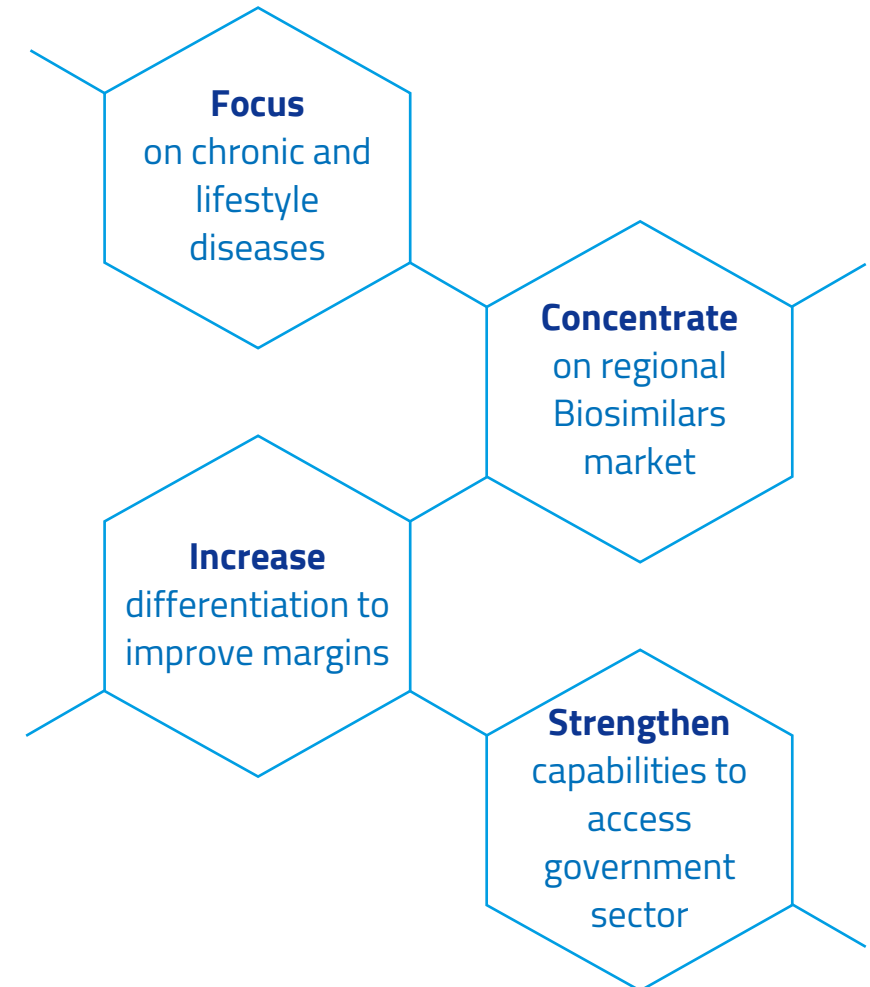 Focus
on chronic and
lifestyle
diseases
Concentrate
on regional
Biosimilars
market
Increase
differentiation to
improve margins
Strengthen
capabilities to
access
government
sector